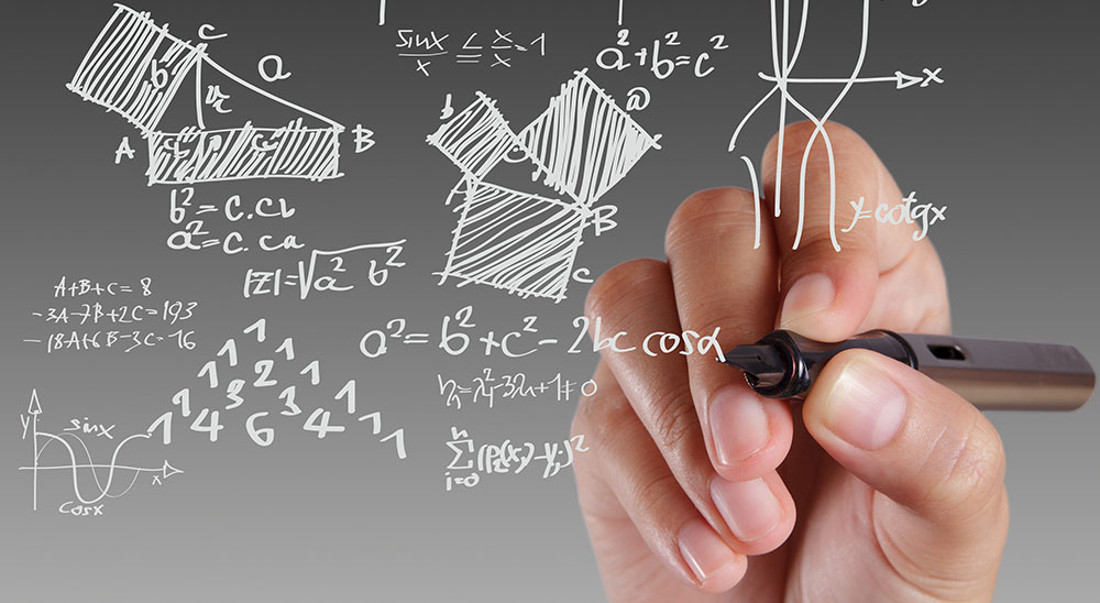 C
b
a
A
B
b²= C.Cb
a²= C.Ca
sinx/x ≤ x/x =1
a²+b²=c²
b
a
A
B
C
x
y=cotgx
|z|=√a² b²
A+B+C=8
-3A-7B+2C=193
-18A+6B-3C=-16
a²= b²+c²-2bc cosα
1
1 1
1 2 1
1 3 3 1
1 4 6 4 1
1
y
sinx
x
cosx